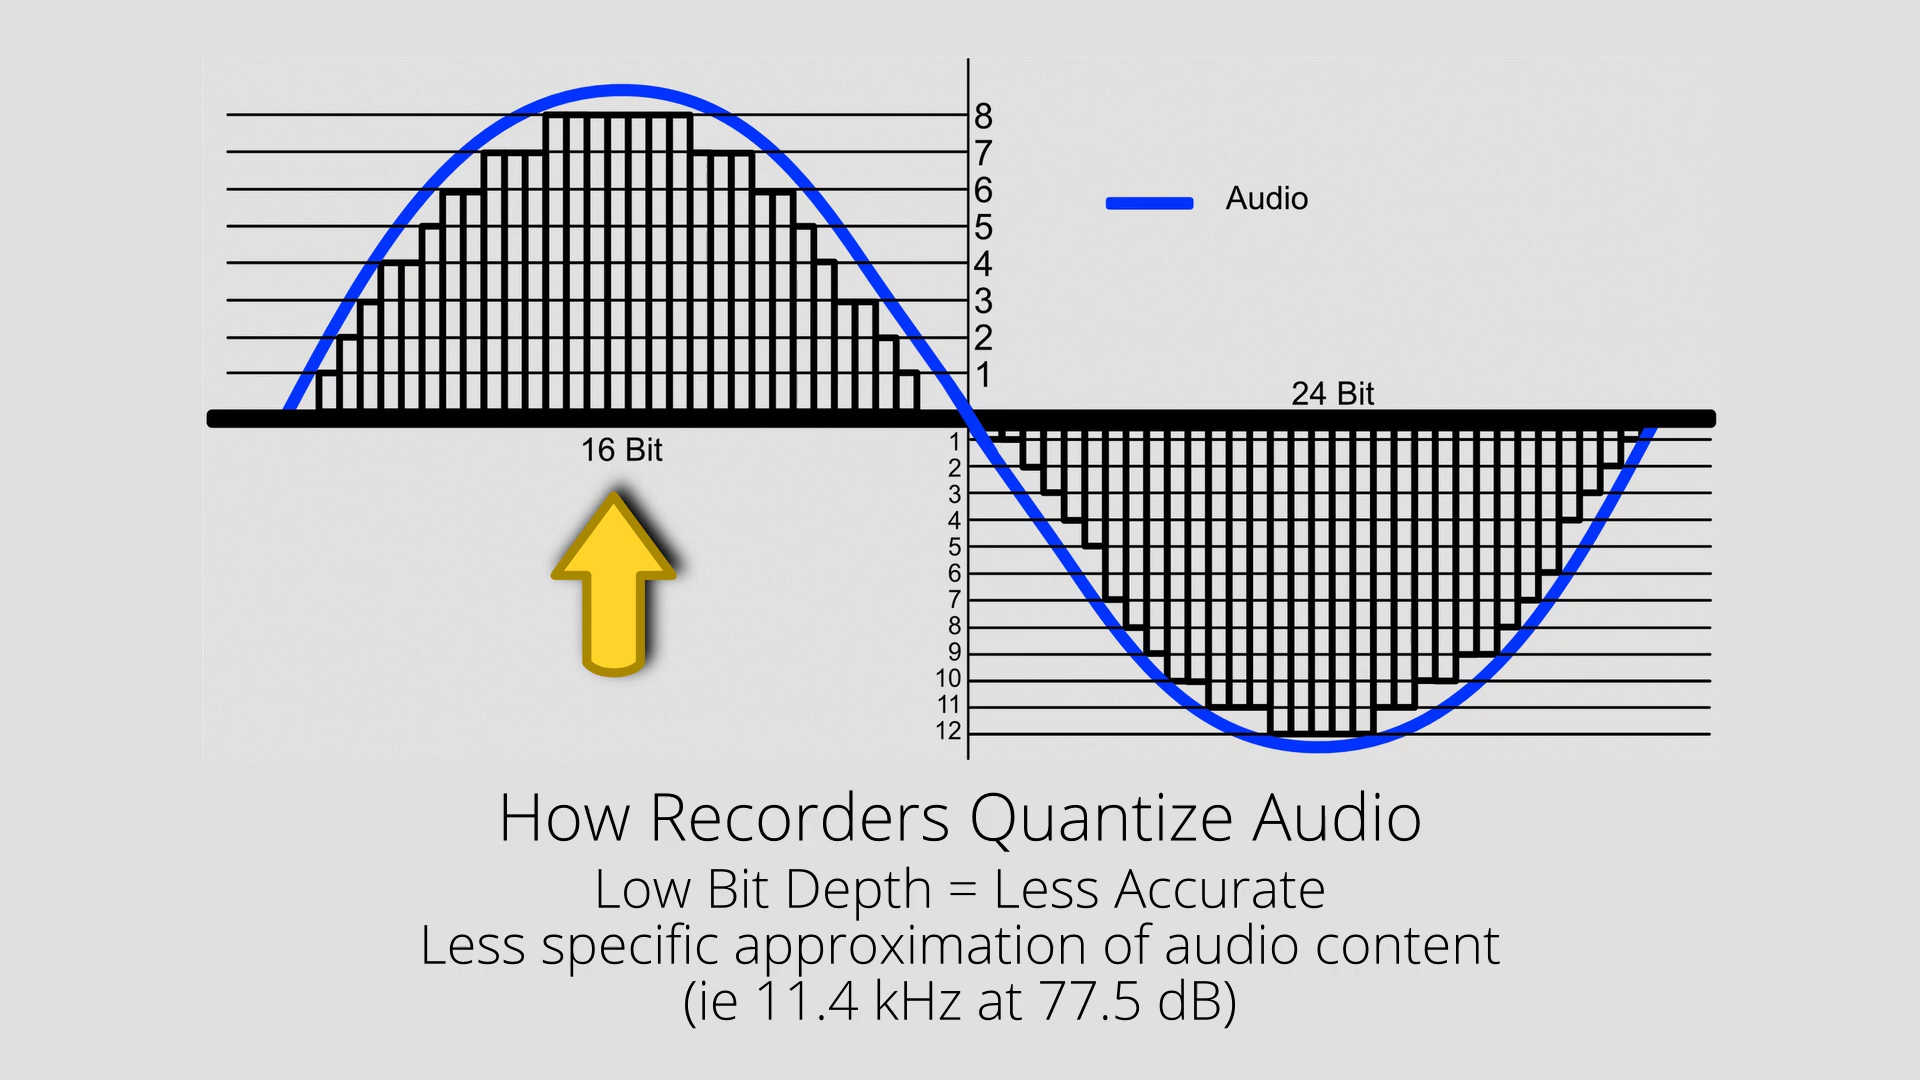 8
7
6
5
4
3
2
1
Audio
24 Bit
16 Bit
1
2
3
4
5
6
7
8
9
10
11
12
How Recorders Quantize Audio
Low Bit Depth = Less Accurate
Less specific approximation of audio content
(ie 11.4 kHz at 77.5 dB)